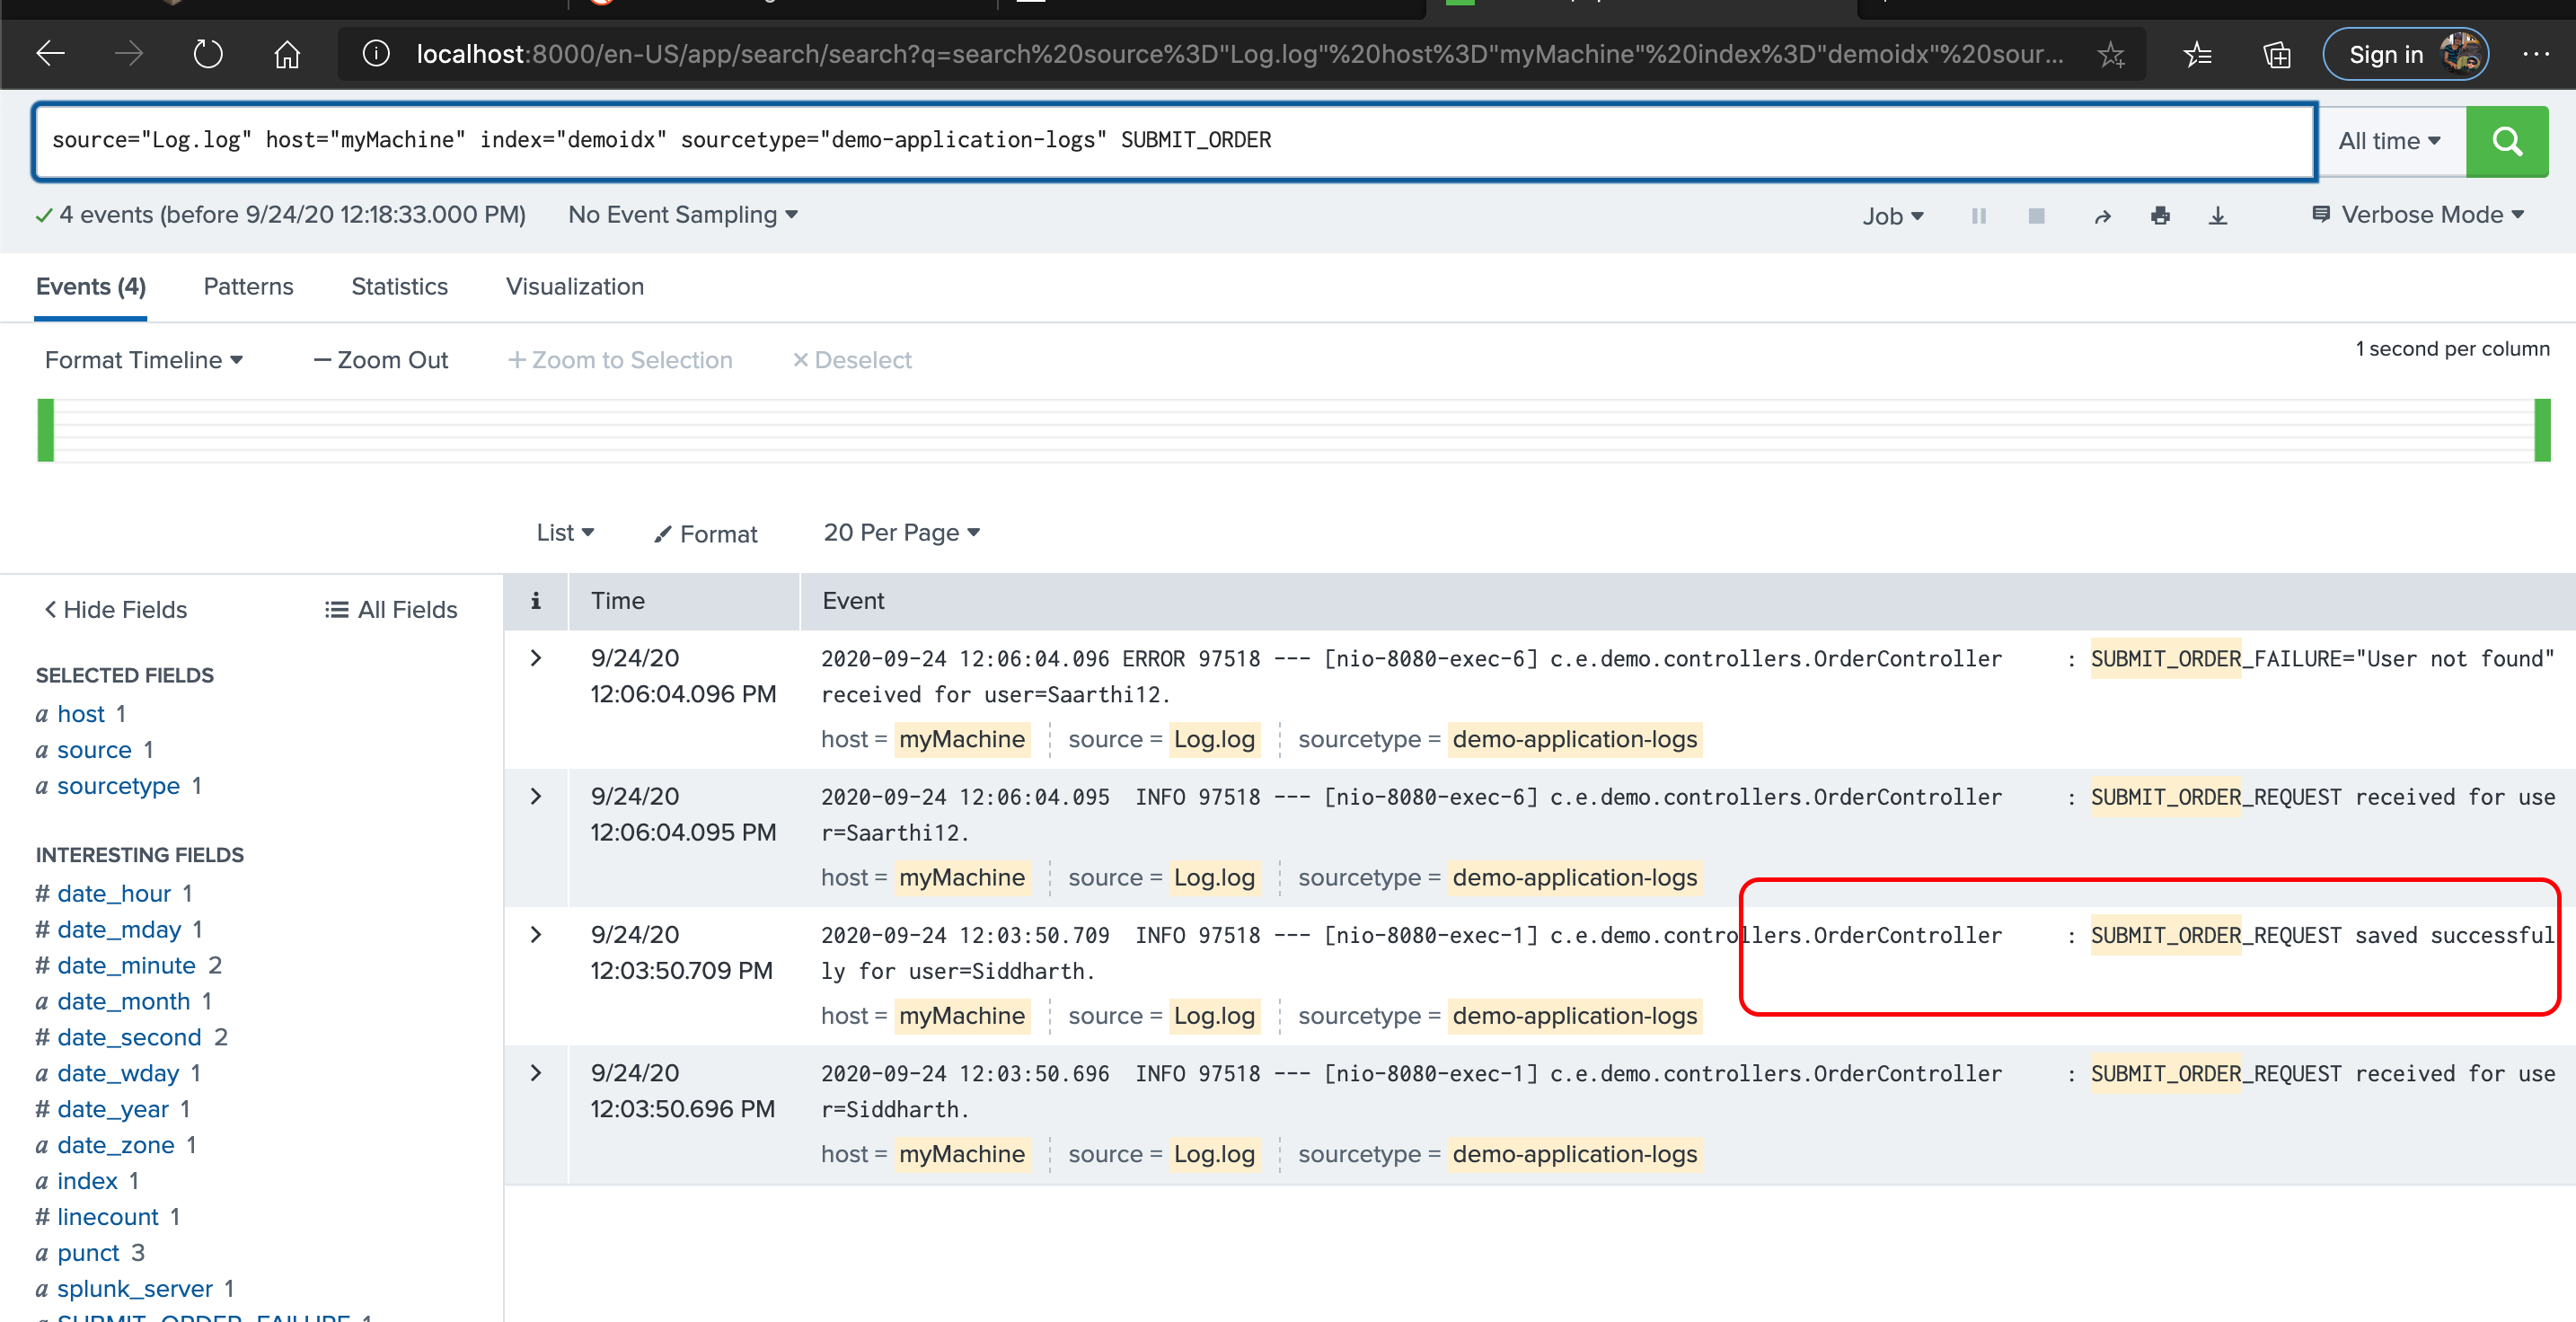 localhost:8000/en-US/app/search/search?q=search%20source%3D"Log.log"%20host%3D"myMachine"%20index%3D"demoidx"%20sour...
Sign in
source="Log.log" host="myMachine" index="demoidx" sourcetype="demo-application-logs" SUBMIT_ORDER
All time
4 events (before 9/24/20 12:18:33.000 PM) No Event Sampling
Job
Verbose Mode
Events (4) Patterns Statistics Visualization
Format Timeline — Zoom Out + Zoom to Selection × Deselect
1 second per column
List Format 20 Per Page
< Hide Fields All Fields
SELECTED FIELDS
a host 1
a source 1
a sourcetype 1
INTERESTING FIELDS
# date_hour 1
# date_mday 1
# date_minute 2
a date_month 1
# date_second 2
a date_wday 1
# date_year 1
a date_zone 1
a index 1
# linecount 1
a punct 3
a splunk_server 1
a SUBMIT_ORDER_FAILURE 1
i Time Event
9/24/20
12:06:04.096 PM
2020-09-24 12:06:04.096 ERROR 97518 --- [nio-8080-exec-6] c.e.demo.controllers.OrderController : SUBMIT_ORDER_FAILURE="User not found"
received for user=Saarthi12.
host = myMachine source = Log.log sourcetype = demo-application-logs
9/24/20
12:06:04.095 PM
2020-09-24 12:06:04.095 INFO 97518 --- [nio-8080-exec-6] c.e.demo.controllers.OrderController : SUBMIT_ORDER_REQUEST received for use
r=Saarthi12.
host = myMachine source = Log.log sourcetype = demo-application-logs
9/24/20
12:03:50.709 PM
2020-09-24 12:03:50.709 INFO 97518 --- [nio-8080-exec-1] c.e.demo.controllers.OrderController : SUBMIT_ORDER_REQUEST saved successful
ly for user=Siddharth.
host = myMachine source = Log.log sourcetype = demo-application-logs
9/24/20
12:03:50.696 PM
2020-09-24 12:03:50.696 INFO 97518 --- [nio-8080-exec-1] c.e.demo.controllers.OrderController : SUBMIT_ORDER_REQUEST received for use
r=Siddharth.
host = myMachine source = Log.log sourcetype = demo-application-logs